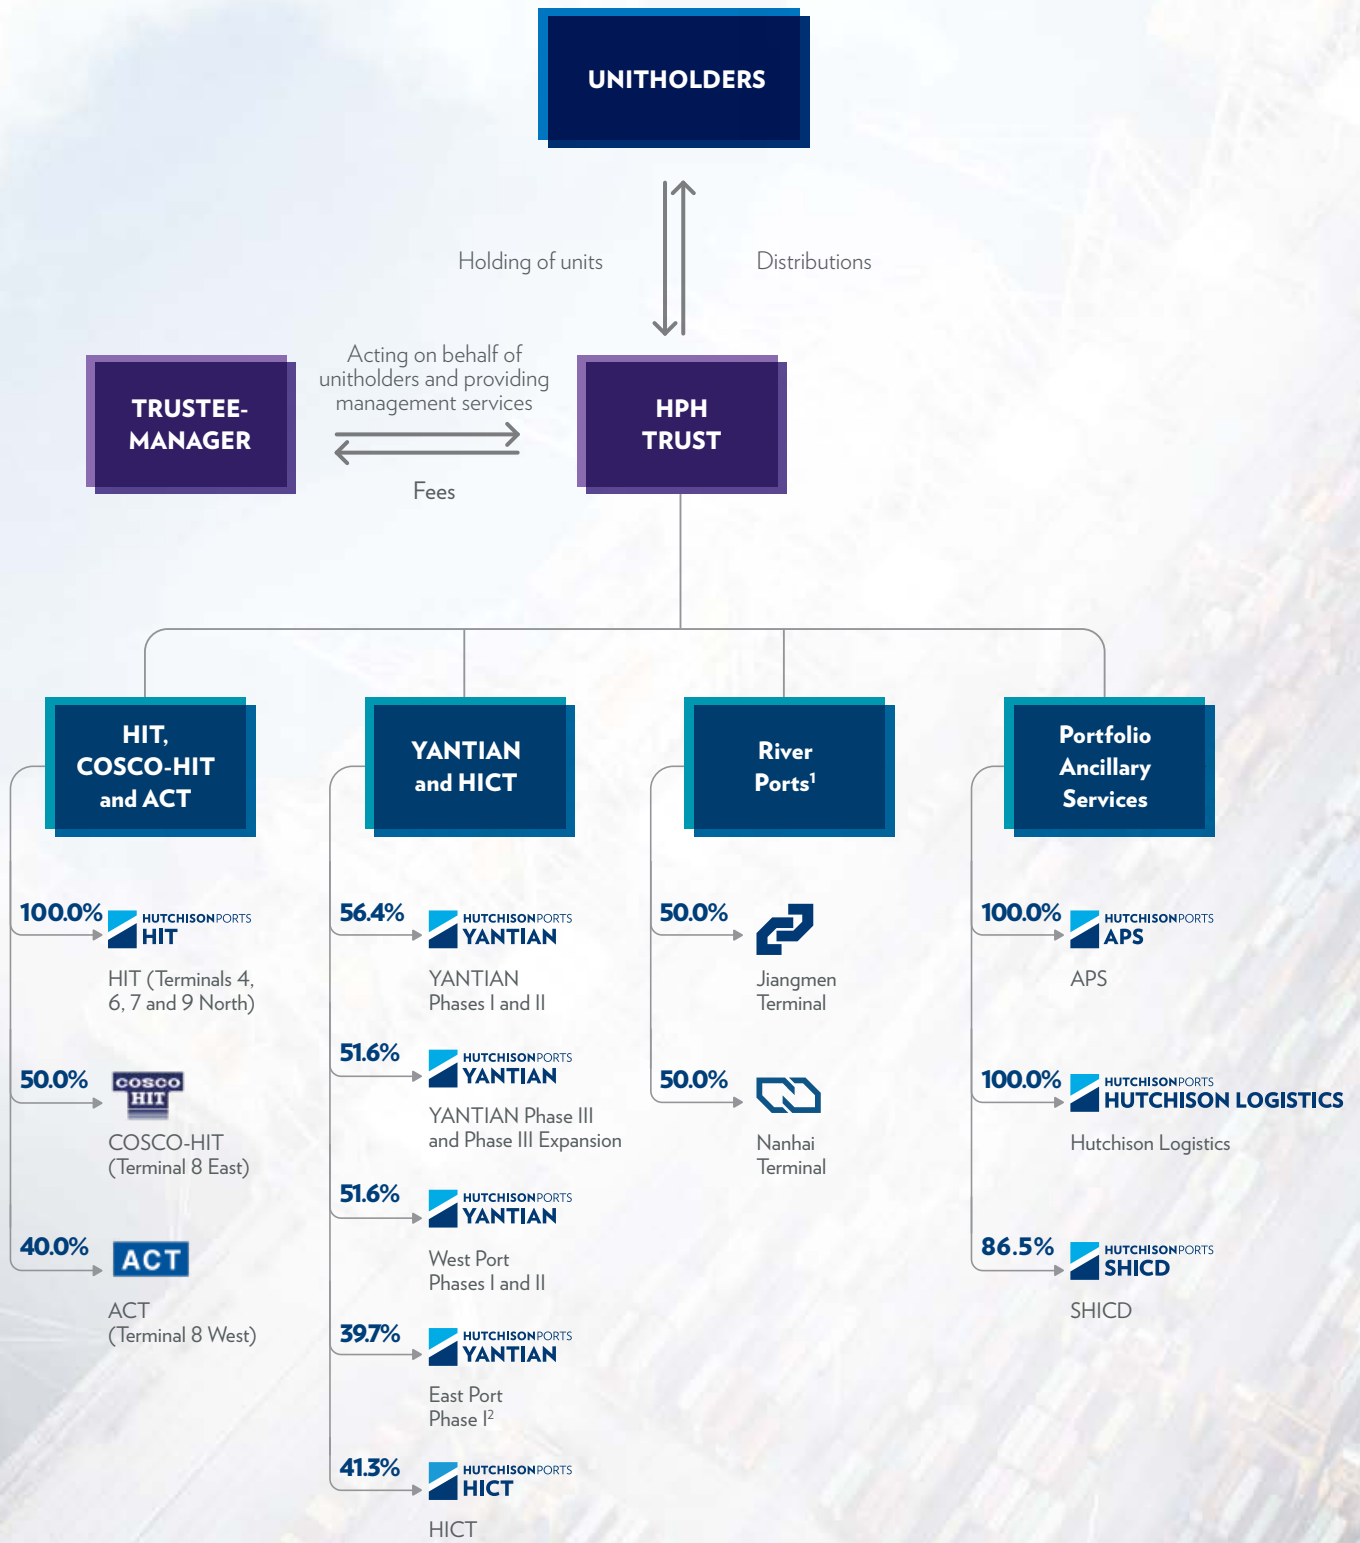 UNITHOLDERS
Holding of units
Distributions
TRUSTEE-
MANAGER
Acting on behalf of
unitholders and providing
management services
Fees
HPH
TRUST
HIT,
COSCO-HIT
and ACT
100.0%
HUTCHISONPORTS
HIT
HIT (Terminals 4,
6, 7 and 9 North)
50.0%
COSCO
HIT
COSCO-HIT
(Terminal 8 East)
40.0%
ACT
ACT
(Terminal 8 West)
YANTIAN
and HICT
56.4%
HUTCHISONPORTS
YANTIAN
YANTIAN
Phases I and II
51.6%
HUTCHISONPORTS
YANTIAN
YANTIAN Phase III
and Phase III Expansion
51.6%
HUTCHISONPORTS
YANTIAN
West Port
Phases I and II
39.7%
HUTCHISONPORTS
YANTIAN
East Port
Phase I²
41.3%
HUTCHISONPORTS
HICT
HICT
River
Ports¹
50.0%
Jiangmen
Terminal
50.0%
Nanhai
Terminal
Portfolio
Ancillary
Services
100.0%
HUTCHISONPORTS
APS
APS
100.0%
HUTCHISONPORTS
HUTCHISON LOGISTICS
Hutchison Logistics
86.5%
HUTCHISONPORTS
SHICD
SHICD